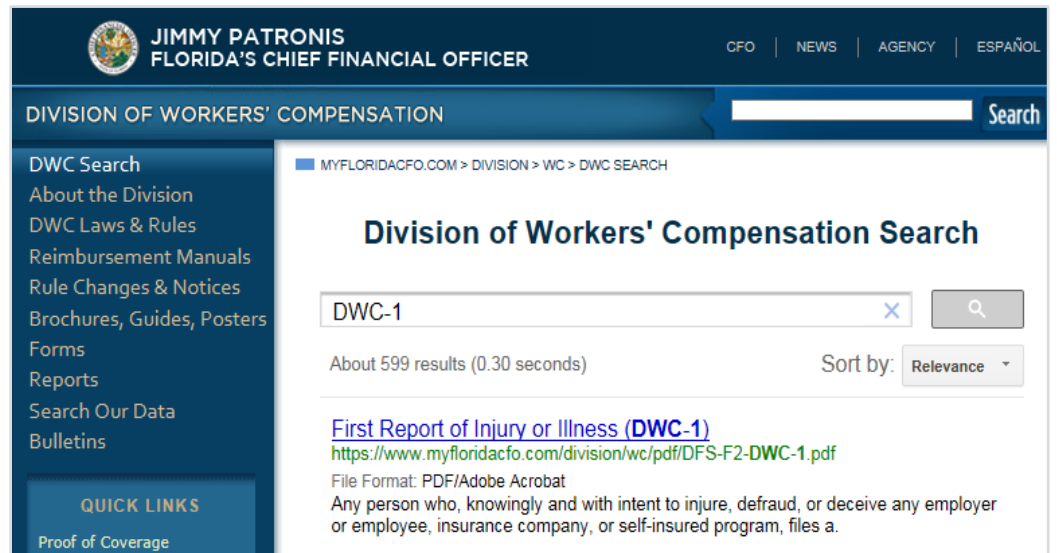 JIMMY PATRONIS
FLORIDA'S CHIEF FINANCIAL OFFICER
CFO | NEWS | AGENCY | ESPAÑOL
DIVISION OF WORKERS' COMPENSATION
Search
DWC Search
About the Division
DWC Laws & Rules
Reimbursement Manuals
Rule Changes & Notices
Brochures, Guides, Posters
Forms
Reports
Search Our Data
Bulletins
QUICK LINKS
Proof of Coverage
MYFLORIDACFO.COM > DIVISION > WC > DWC SEARCH
Division of Workers' Compensation Search
DWC-1
About 599 results (0.30 seconds)
Sort by: Relevance
First Report of Injury or Illness (DWC-1)
https://www.myfloridacfo.com/division/wc/pdf/DFS-F2-DWC-1.pdf
File Format: PDF/Adobe Acrobat
Any person who, knowingly and with intent to injure, defraud, or deceive any employer
or employee, insurance company, or self-insured program, files a.